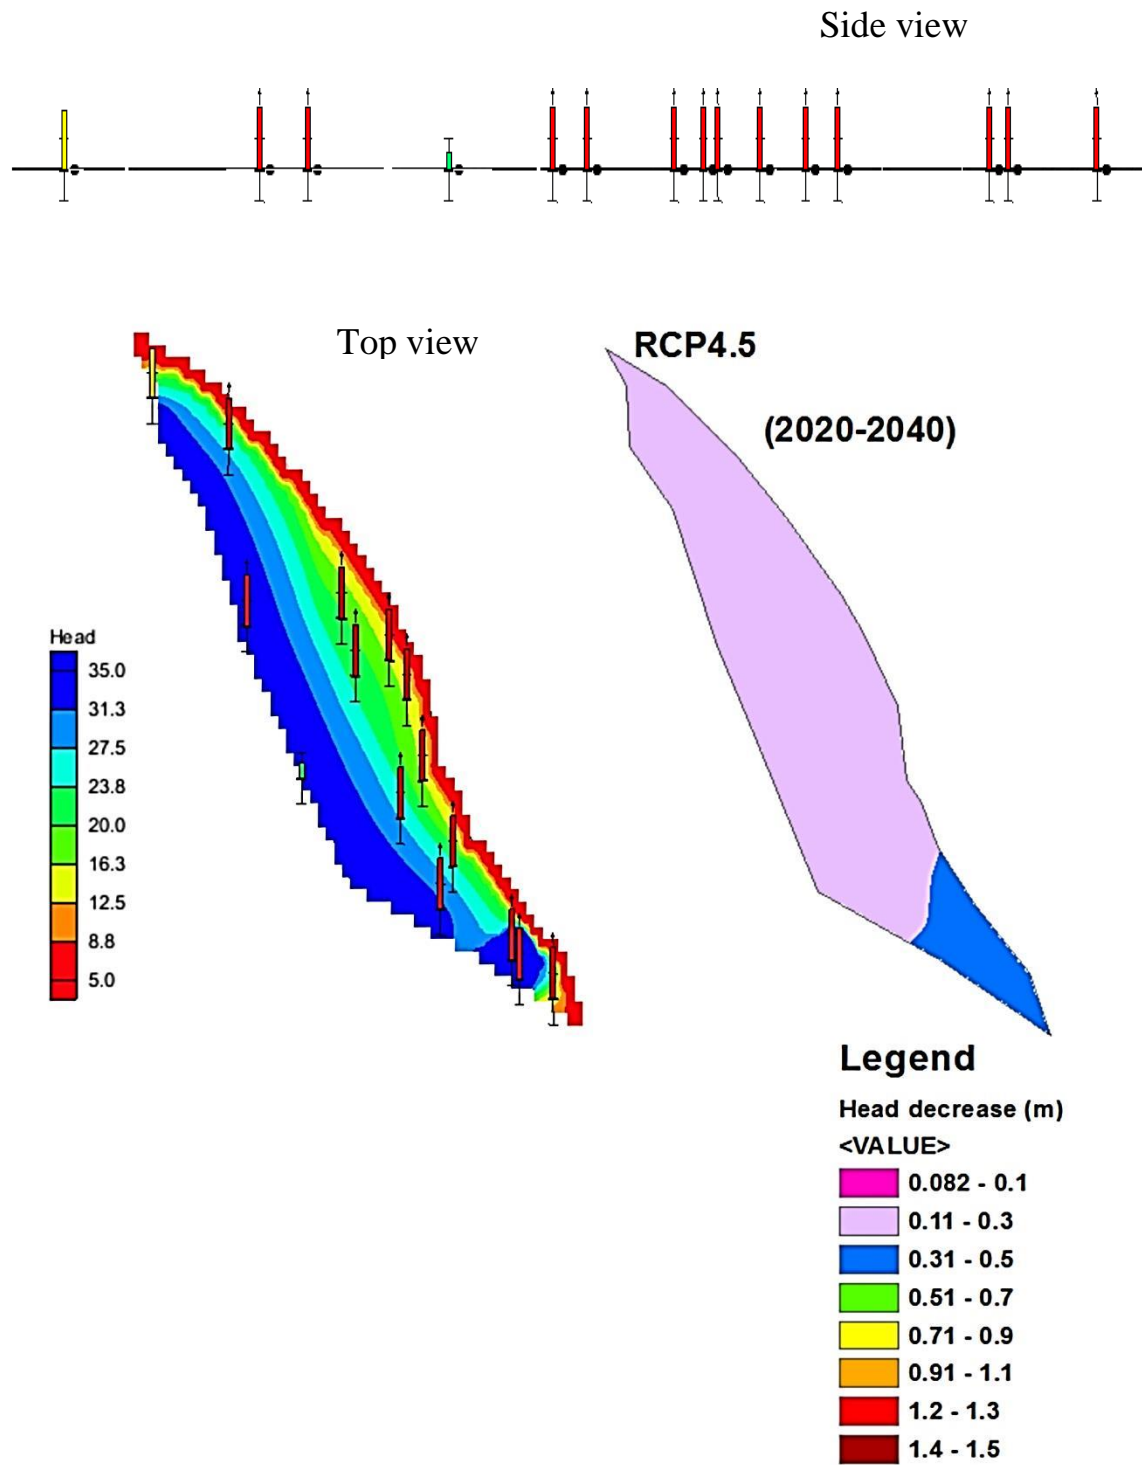 Side view
Top view
RCP4.5
(2020-2040)
Head
35.0
31.3
27.5
23.8
20.0
16.3
12.5
8.8
5.0
Legend
Head decrease (m)
<VALUE>
0.082 - 0.1
0.11 - 0.3
0.31 - 0.5
0.51 - 0.7
0.71 - 0.9
0.91 - 1.1
1.2 - 1.3
1.4 - 1.5